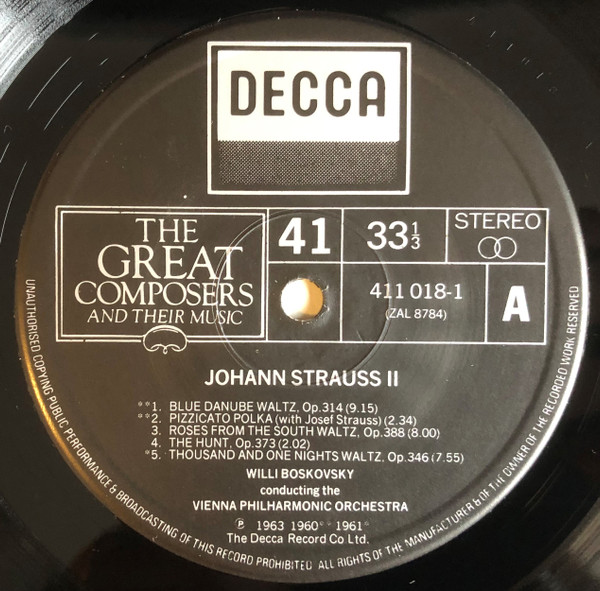 DECCA
THE
GREAT
COMPOSERS
AND THEIR MUSIC
41
33⅓
STEREO
411 018-1
(ZAL 8784)
A
JOHANN STRAUSS II
**1. BLUE DANUBE WALTZ, Op.314 (9.15)
**2. PIZZICATO POLKA (with Josef Strauss) (2.34)
3. ROSES FROM THE SOUTH WALTZ, Op.388 (8.00)
4. THE HUNT, Op.373 (2.02)
*5. THOUSAND AND ONE NIGHTS WALTZ, Op.346 (7.55)
WILLI BOSKOVSKY
conducting the
VIENNA PHILHARMONIC ORCHESTRA
℗ 1963 1960** 1961*
The Decca Record Co Ltd.
UNAUTHORISED COPYING PUBLIC PERFORMANCE & BROADCASTING OF THIS RECORD PROHIBITED ALL RIGHTS OF THE MANUFACTURER & OF THE OWNER OF THE RECORDED WORK RESERVED